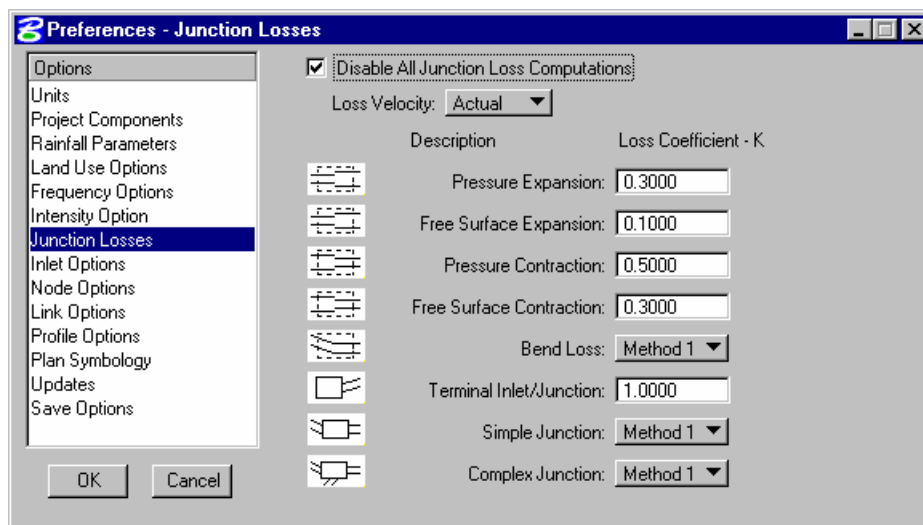 Preferences - Junction Losses
Options
Units
Project Components
Rainfall Parameters
Land Use Options
Frequency Options
Intensity Option
Junction Losses
Inlet Options
Node Options
Link Options
Profile Options
Plan Symbology
Updates
Save Options
OK Cancel
Disable All Junction Loss Computations
Loss Velocity: Actual
Description Loss Coefficient - K
Pressure Expansion: 0.3000
Free Surface Expansion: 0.1000
Pressure Contraction: 0.5000
Free Surface Contraction: 0.3000
Bend Loss: Method 1
Terminal Inlet/Junction: 1.0000
Simple Junction: Method 1
Complex Junction: Method 1